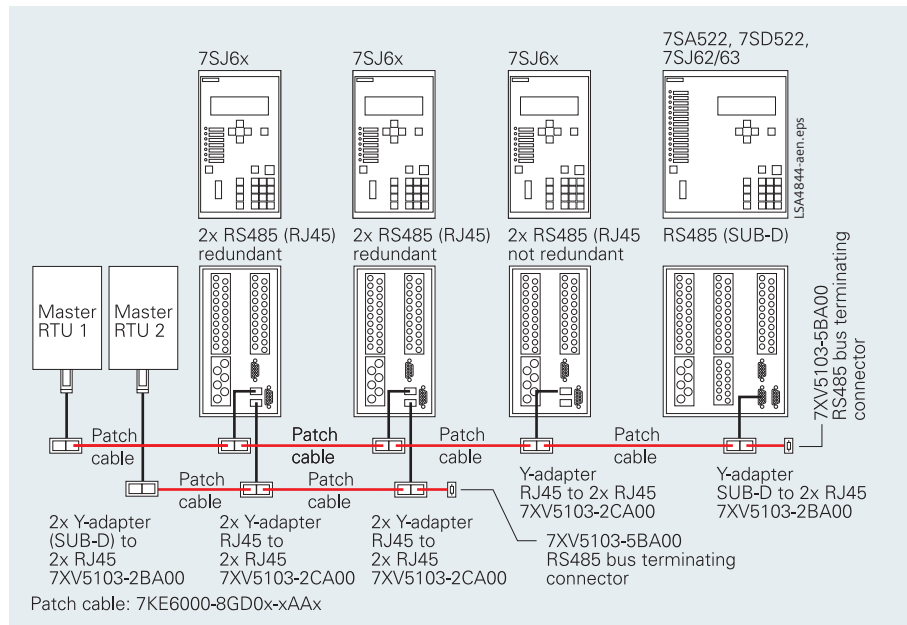 7SJ6x
7SJ6x
7SJ6x
7SA522, 7SD522,
7SJ62/63
LSA4844-aen.eps
2x RS485 (RJ45)
redundant
2x RS485 (RJ45)
redundant
2x RS485 (RJ45
not redundant
RS485 (SUB-D)
Master
RTU 1
Master
RTU 2
7XV5103-5BA00
RS485 bus terminating
connector
Patch
cable
Patch
cable
Patch
cable
Patch
cable
Patch
cable
Patch
cable
Y-adapter
RJ45 to 2x RJ45
7XV5103-2CA00
Y-adapter
SUB-D to 2x RJ45
7XV5103-2BA00
2x Y-adapter
(SUB-D) to
2x RJ45
7XV5103-2BA00
2x Y-adapter
RJ45 to
2x RJ45
7XV5103-2CA00
2x Y-adapter
RJ45 to
2x RJ45
7XV5103-2CA00
7XV5103-5BA00
RS485 bus terminating
connector
Patch cable: 7KE6000-8GD0x-xAAx